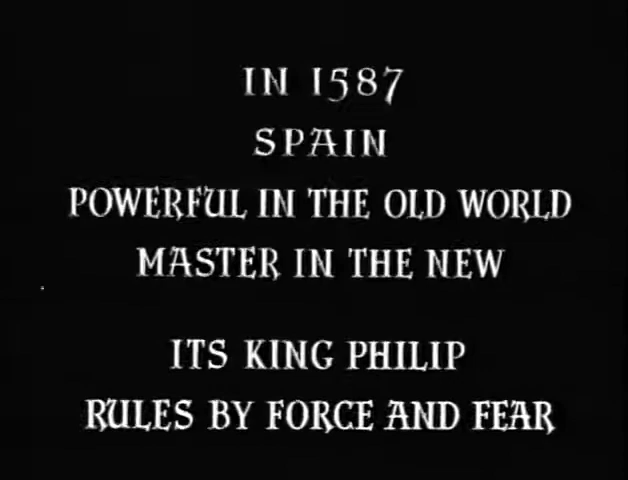 IN 1587
SPAIN
POWERFUL IN THE OLD WORLD
MASTER IN THE NEW
ITS KING PHILIP
RULES BY FORCE AND FEAR